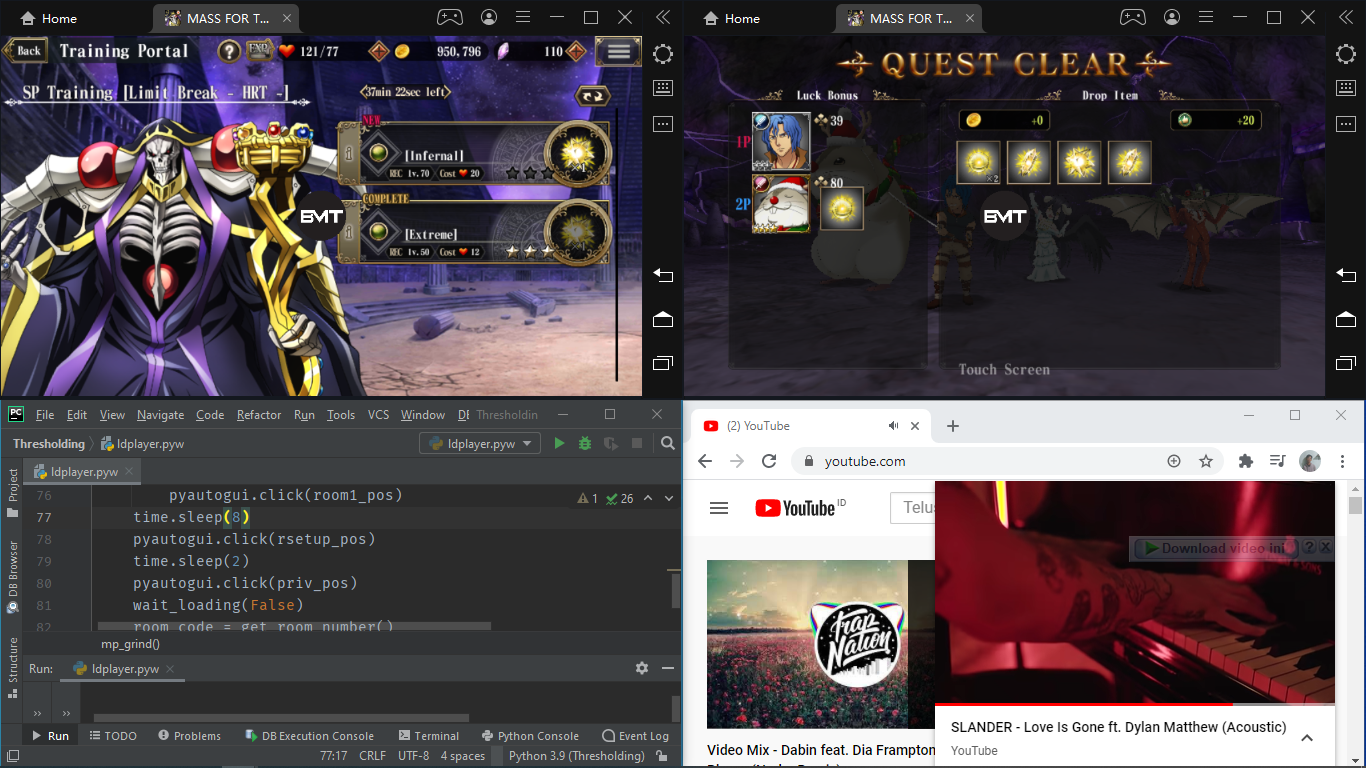 Home
MASS FOR T...
Back
Training Portal
?
EXP
121/77
950,796
110
SP Training [Limit Break - HRT -]
37min 22sec left
NEW
[Infernal]
REC lv.70
Cost 20
×1
COMPLETE
[Extreme]
REC lv.50
Cost 12
×1
BMT
Home
MASS FOR T...
QUEST CLEAR
Luck Bonus
Drop Item
1P
39
+0
+20
×2
2P
80
BMT
Touch Screen
PC
File Edit View Navigate Code Refactor Run Tools VCS Window Thresholdin
Thresholding
ldplayer.pyw
ldplayer.pyw
Project
DB Browser
Structure
ldplayer.pyw
76 pyautogui.click(room1_pos)
1 26
77 time.sleep(8)
78 pyautogui.click(rsetup_pos)
79 time.sleep(2)
80 pyautogui.click(priv_pos)
81 wait_loading(False)
82 room_code = get_room_number()
mp_grind()
Run: ldplayer.pyw
Run TODO Problems DB Execution Console Terminal Python Console Event Log
77:17 CRLF UTF-8 4 spaces Python 3.9 (Thresholding)
(2) YouTube
youtube.com
YouTube ID
Telus
Download video in
? X
Trap
Nation
Video Mix - Dabin feat. Dia Frampton
SLANDER - Love Is Gone ft. Dylan Matthew (Acoustic)
YouTube